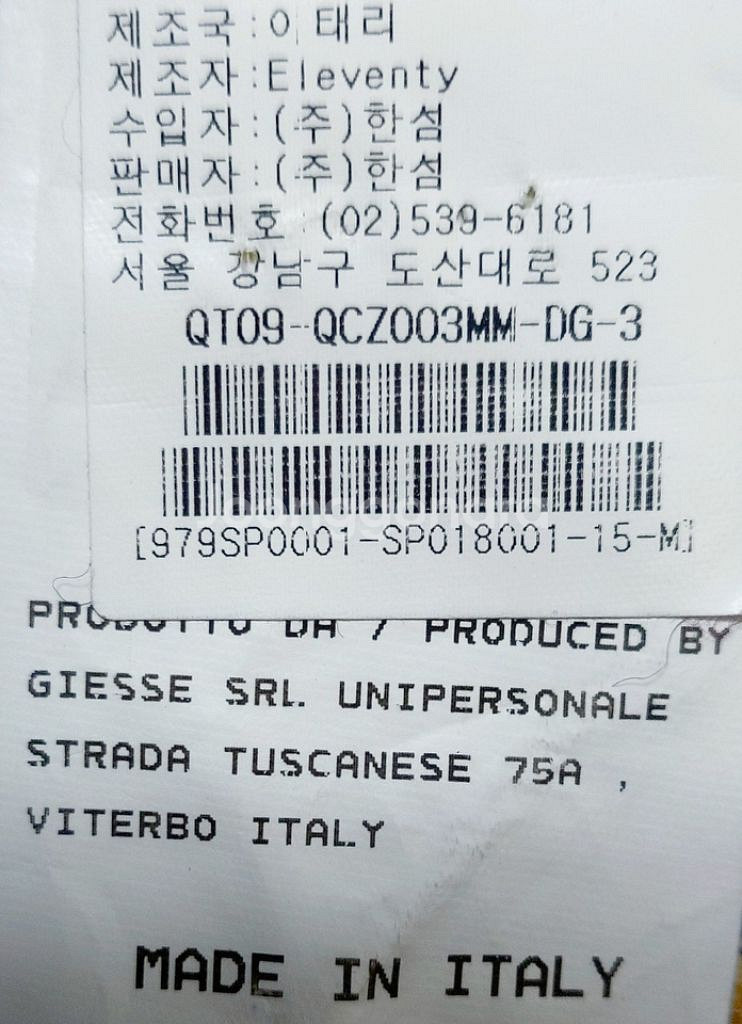 제조국:이태리
제조자:Eleventy
수입자:(주)한섬
판매자:(주)한섬
전화번호:(02)539-6181
서울 강남구 도산대로 523
QT09-QCZ003MM-DG-3
[979SP0001-SP018001-15-M]
PRODOTTO DA / PRODUCED BY
GIESSE SRL UNIPERSONALE
STRADA TUSCANESE 75A ,
VITERBO ITALY
MADE IN ITALY